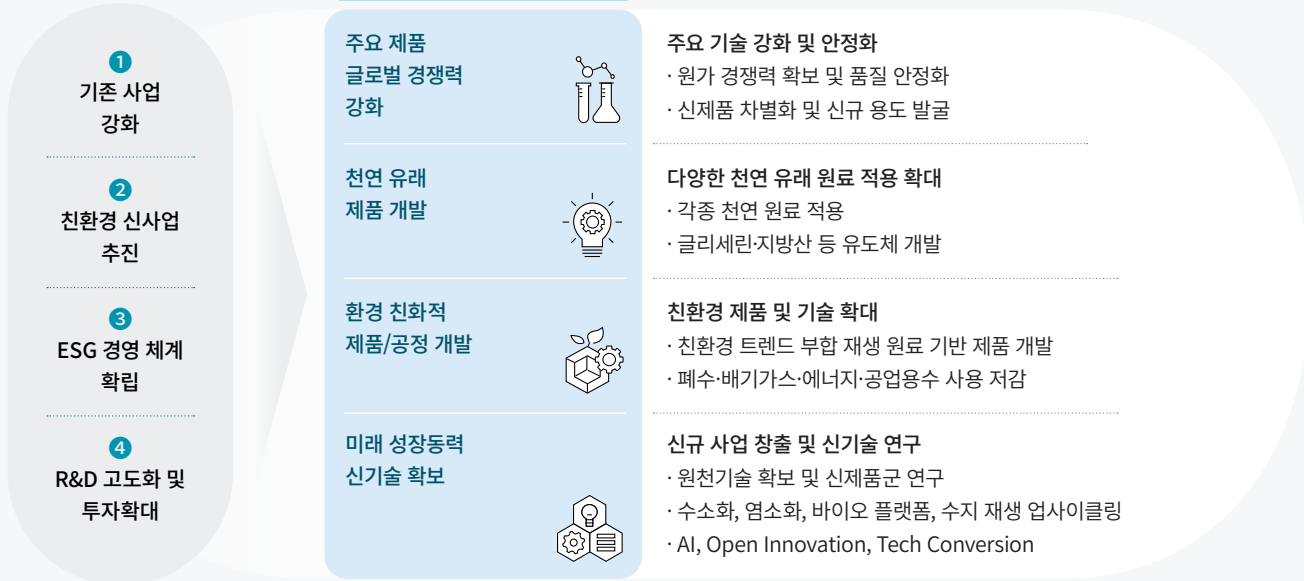 1
기존 사업
강화
2
친환경 신사업
추진
3
ESG 경영 체계
확립
4
R&D 고도화 및
투자확대
주요 제품
글로벌 경쟁력
강화
주요 기술 강화 및 안정화
· 원가 경쟁력 확보 및 품질 안정화
· 신제품 차별화 및 신규 용도 발굴
천연 유래
제품 개발
다양한 천연 유래 원료 적용 확대
· 각종 천연 원료 적용
· 글리세린·지방산 등 유도체 개발
환경 친화적
제품/공정 개발
친환경 제품 및 기술 확대
· 친환경 트렌드 부합 재생 원료 기반 제품 개발
· 폐수·배기가스·에너지·공업용수 사용 저감
미래 성장동력
신기술 확보
신규 사업 창출 및 신기술 연구
· 원천기술 확보 및 신제품군 연구
· 수소화, 염소화, 바이오 플랫폼, 수지 재생 업사이클링
· AI, Open Innovation, Tech Conversion